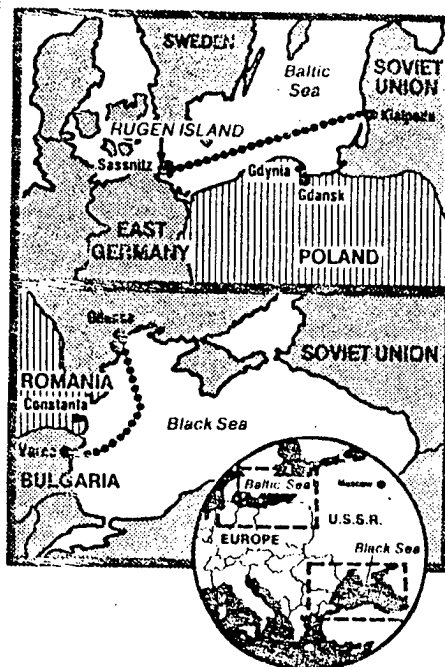 SWEDEN
Baltic
Sea
SOVIET
UNION
Klaipeda
RUGEN ISLAND
Sassnitz
Gdynia
Gdansk
EAST
GERMANY
POLAND
Odessa
SOVIET UNION
ROMANIA
Constanta
Black Sea
Varna
BULGARIA
Baltic Sea
Moscow
U.S.S.R.
EUROPE
Black Sea